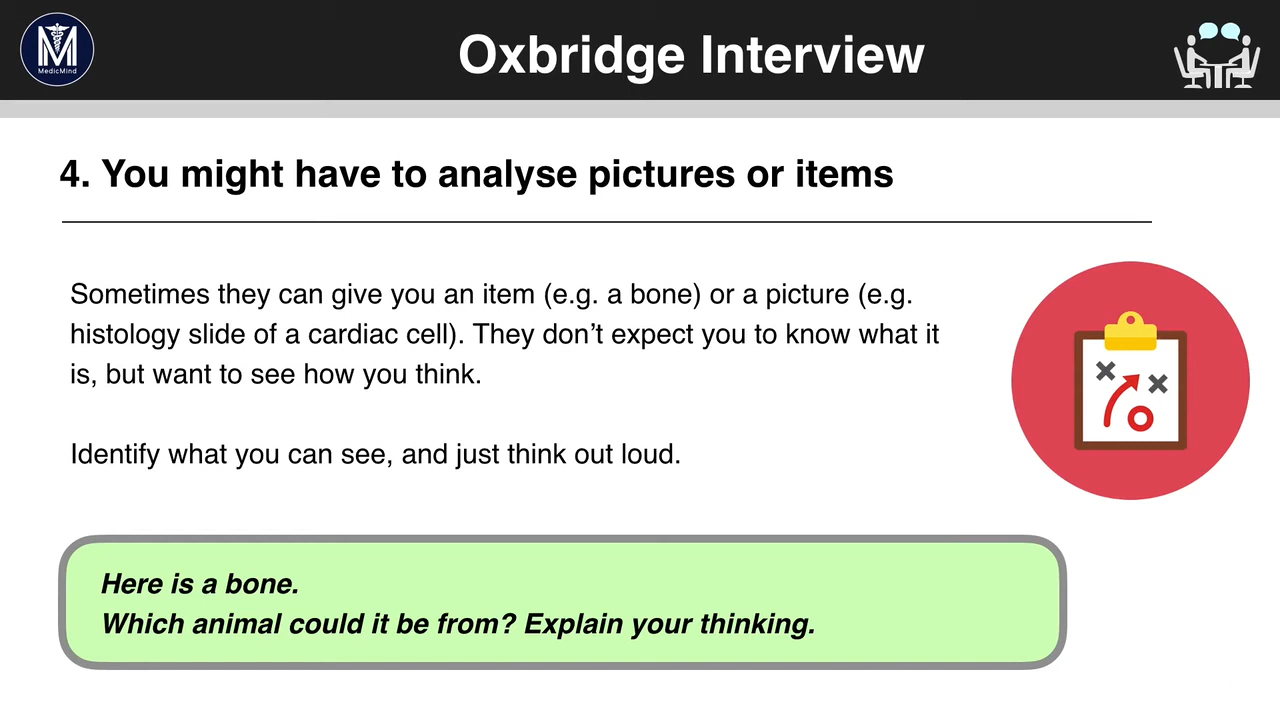 MedicMind
Oxbridge Interview
4. You might have to analyse pictures or items
Sometimes they can give you an item (e.g. a bone) or a picture (e.g.
histology slide of a cardiac cell). They don’t expect you to know what it
is, but want to see how you think.
Identify what you can see, and just think out loud.
Here is a bone.
Which animal could it be from? Explain your thinking.